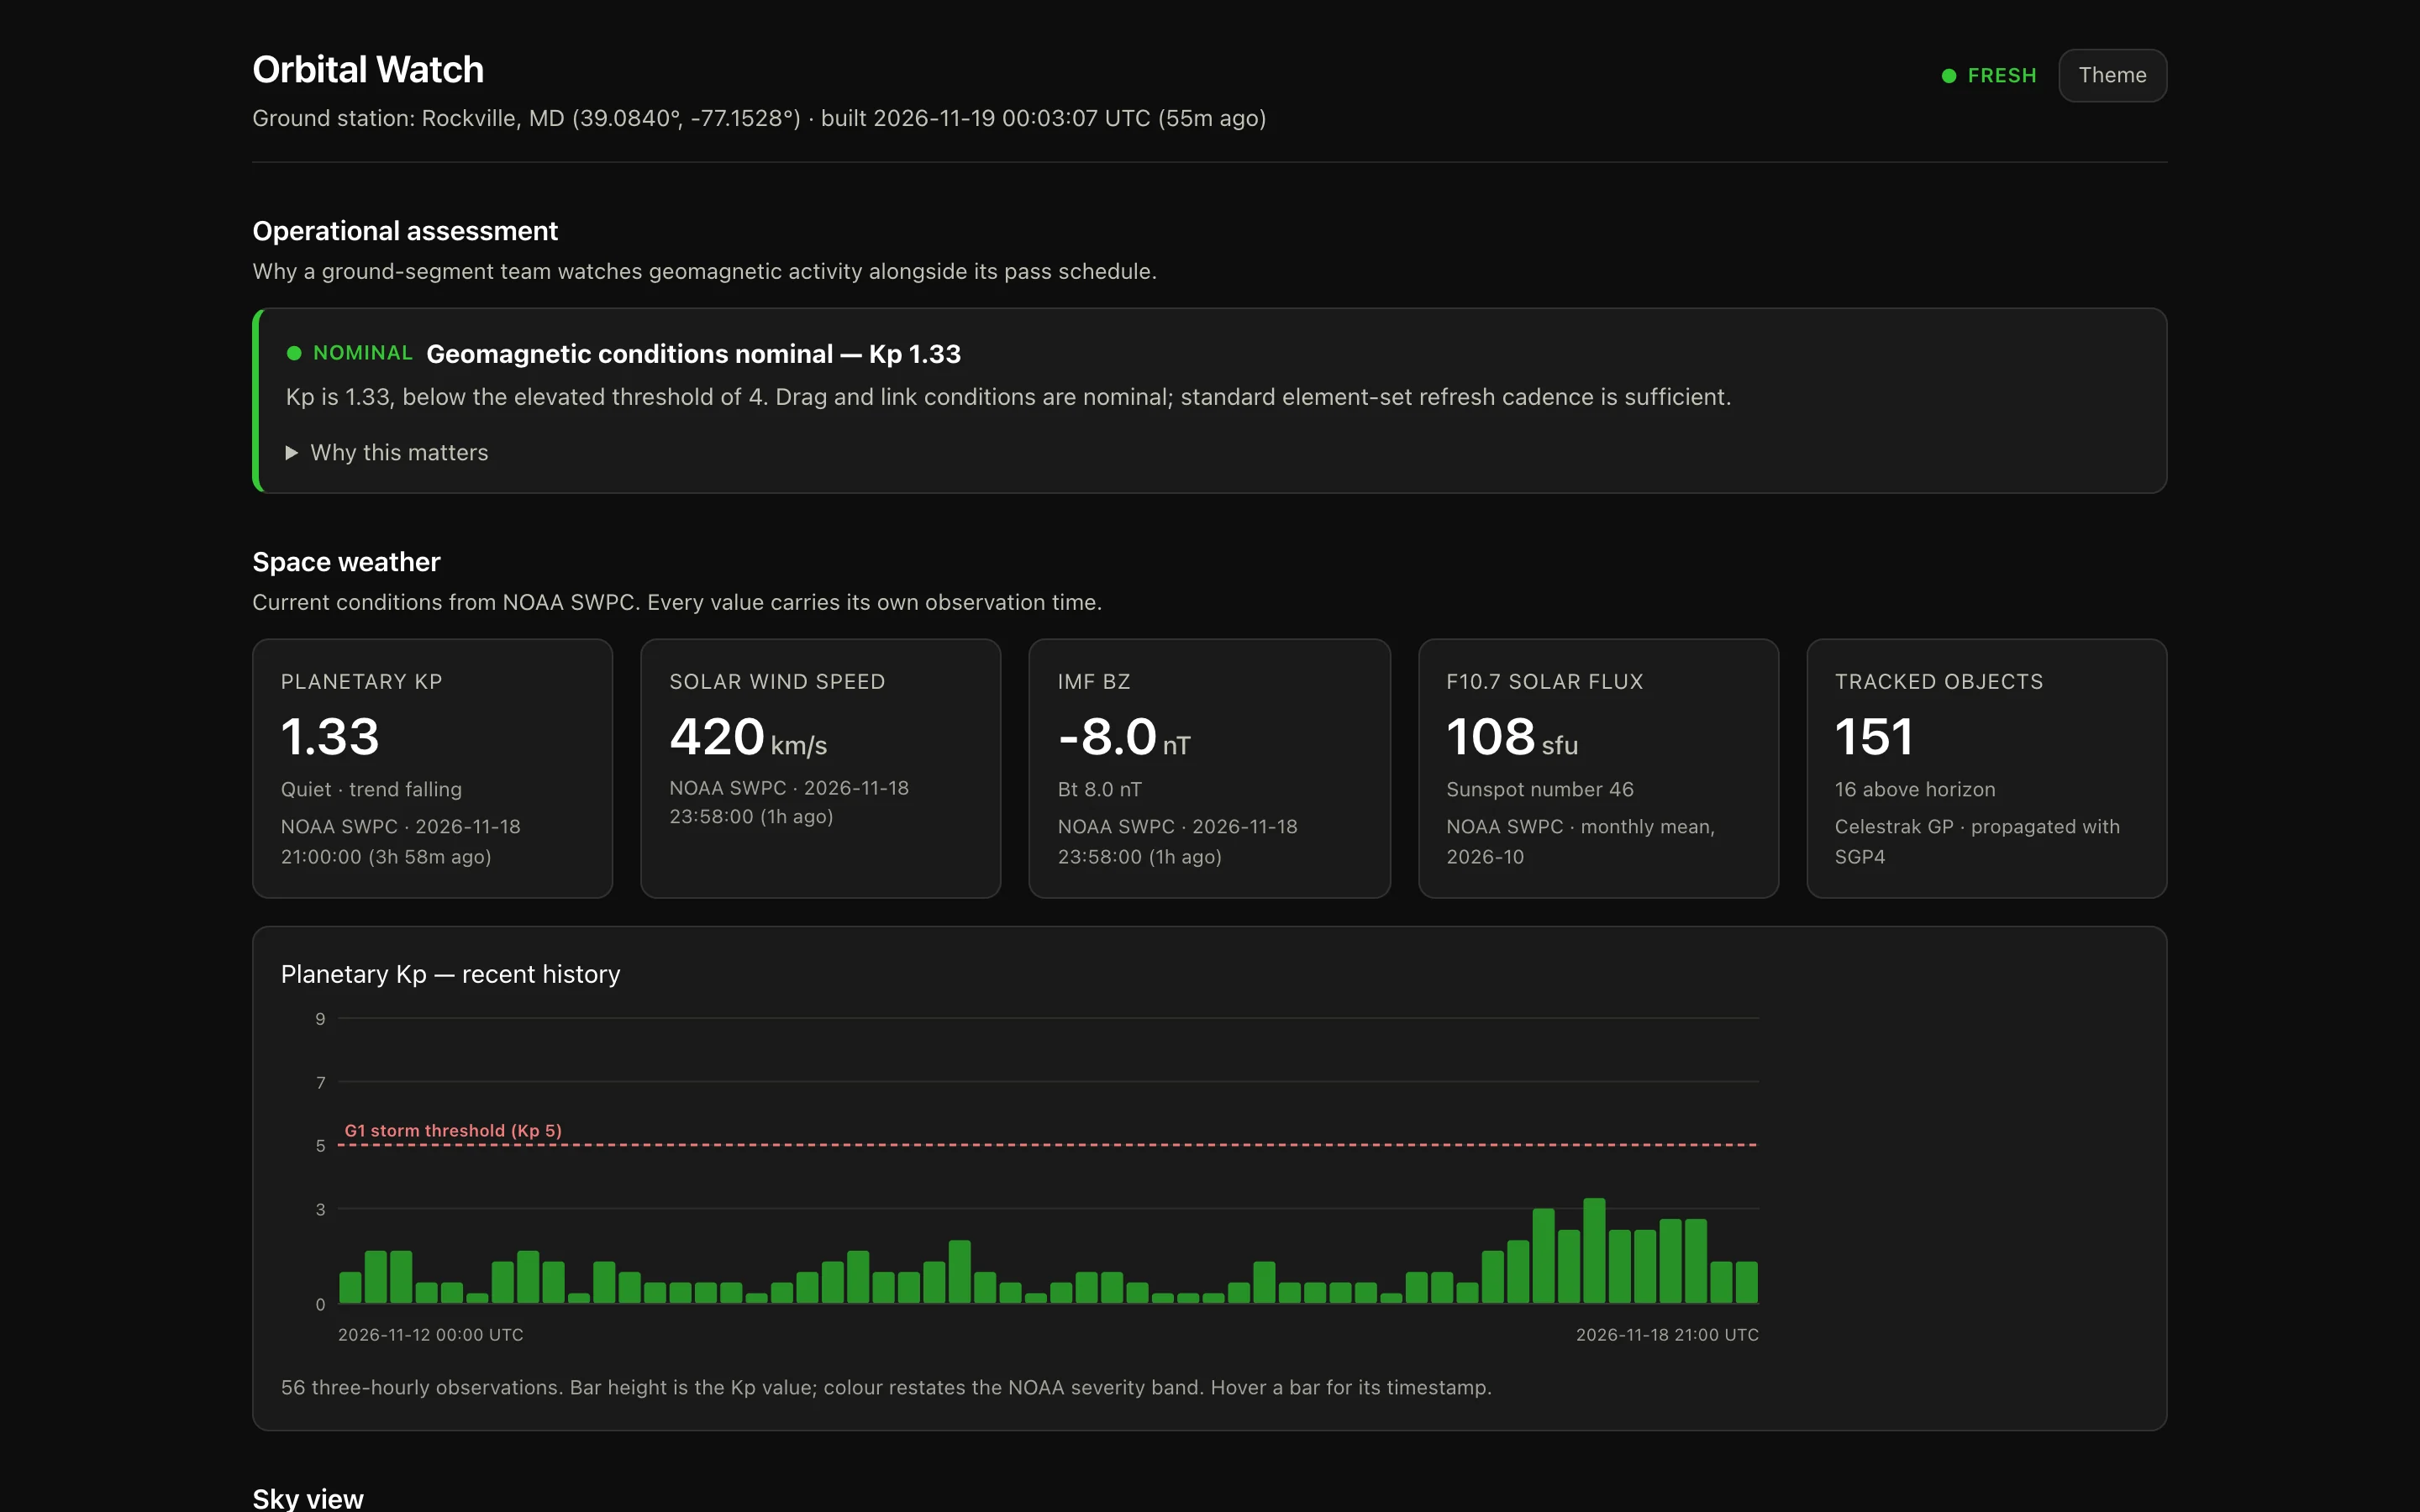 Orbital Watch
FRESH
Theme
Ground station: Rockville, MD (39.0840°, -77.1528°) · built 2026-11-19 00:03:07 UTC (55m ago)
Operational assessment
Why a ground-segment team watches geomagnetic activity alongside its pass schedule.
NOMINAL Geomagnetic conditions nominal — Kp 1.33
Kp is 1.33, below the elevated threshold of 4. Drag and link conditions are nominal; standard element-set refresh cadence is sufficient.
Why this matters
Space weather
Current conditions from NOAA SWPC. Every value carries its own observation time.
PLANETARY KP
1.33
Quiet · trend falling
NOAA SWPC · 2026-11-18
21:00:00 (3h 58m ago)
SOLAR WIND SPEED
420 km/s
NOAA SWPC · 2026-11-18
23:58:00 (1h ago)
IMF BZ
-8.0 nT
Bt 8.0 nT
NOAA SWPC · 2026-11-18
23:58:00 (1h ago)
F10.7 SOLAR FLUX
108 sfu
Sunspot number 46
NOAA SWPC · monthly mean,
2026-10
TRACKED OBJECTS
151
16 above horizon
Celestrak GP · propagated with
SGP4
Planetary Kp — recent history
9
7
G1 storm threshold (Kp 5)
5
3
0
2026-11-12 00:00 UTC
2026-11-18 21:00 UTC
56 three-hourly observations. Bar height is the Kp value; colour restates the NOAA severity band. Hover a bar for its timestamp.
Sky view